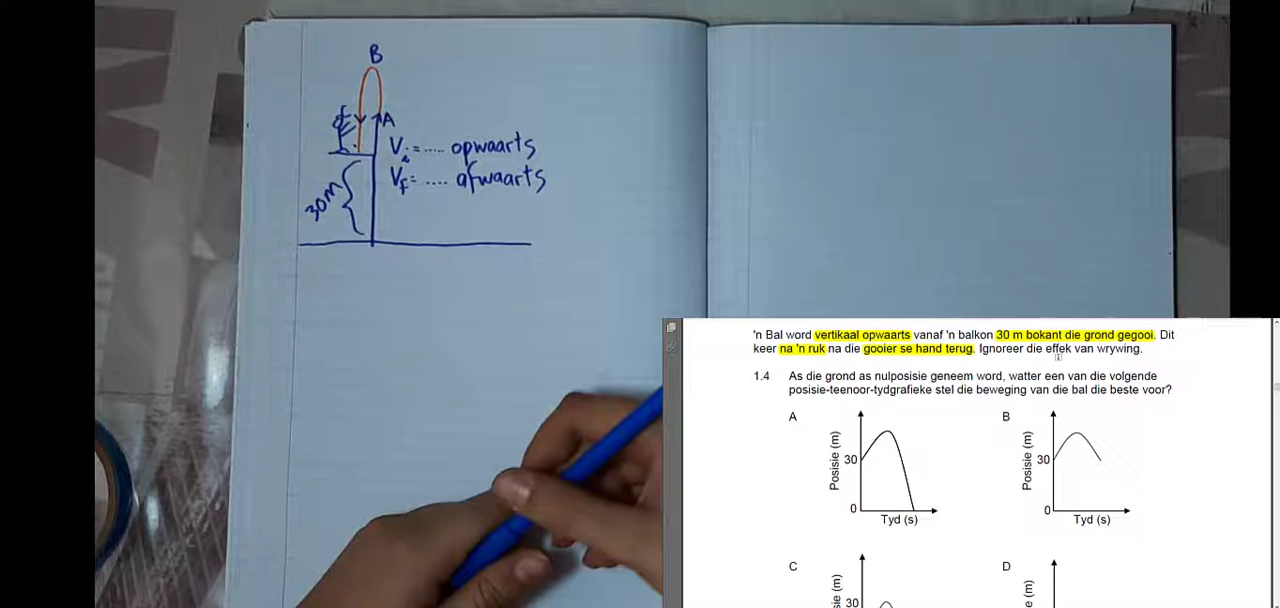 B
A
Vi = ..... opwaarts
Vf = .... afwaarts
30m
'n Bal word vertikaal opwaarts vanaf 'n balkon 30 m bokant die grond gegooi. Dit
keer na 'n ruk na die gooier se hand terug. Ignoreer die effek van wrywing.
1.4 As die grond as nulposisie geneem word, watter een van die volgende
posisie-teenoor-tydgrafieke stel die beweging van die bal die beste voor?
A B
Posisie (m) Posisie (m)
30 30
0 0
Tyd (s) Tyd (s)
C D
30